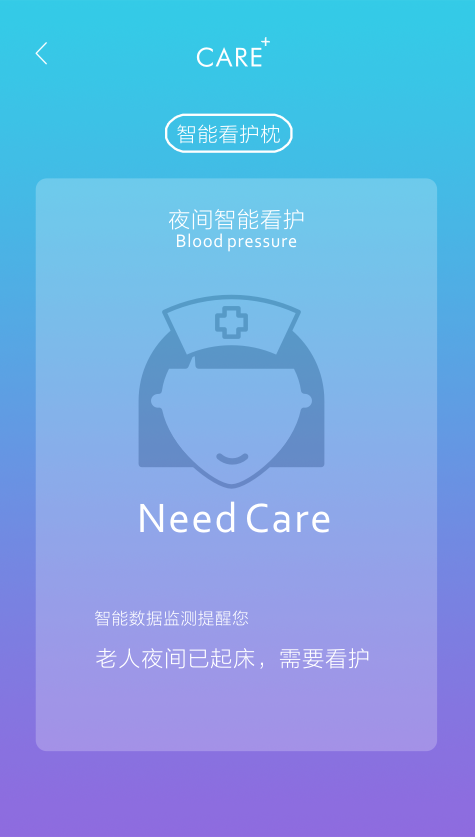 CARE+
智能看护枕
夜间智能看护
Blood pressure
Need Care
智能数据监测提醒您
老人夜间已起床，需要看护